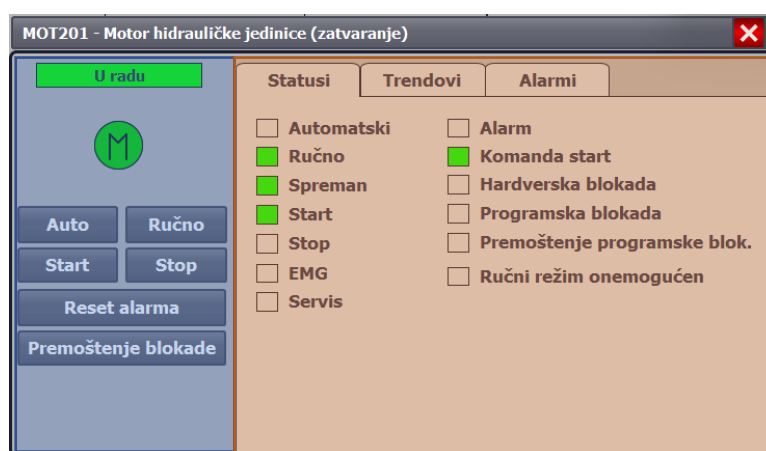 MOT201 - Motor hidrauličke jedinice (zatvaranje)
U radu
M
Auto Ručno
Start Stop
Reset alarma
Premoštenje blokade
Statusi Trendovi Alarmi
Automatski
Ručno
Spreman
Start
Stop
EMG
Servis
Alarm
Komanda start
Hardverska blokada
Programska blokada
Premoštenje programske blok.
Ručni režim onemogućen